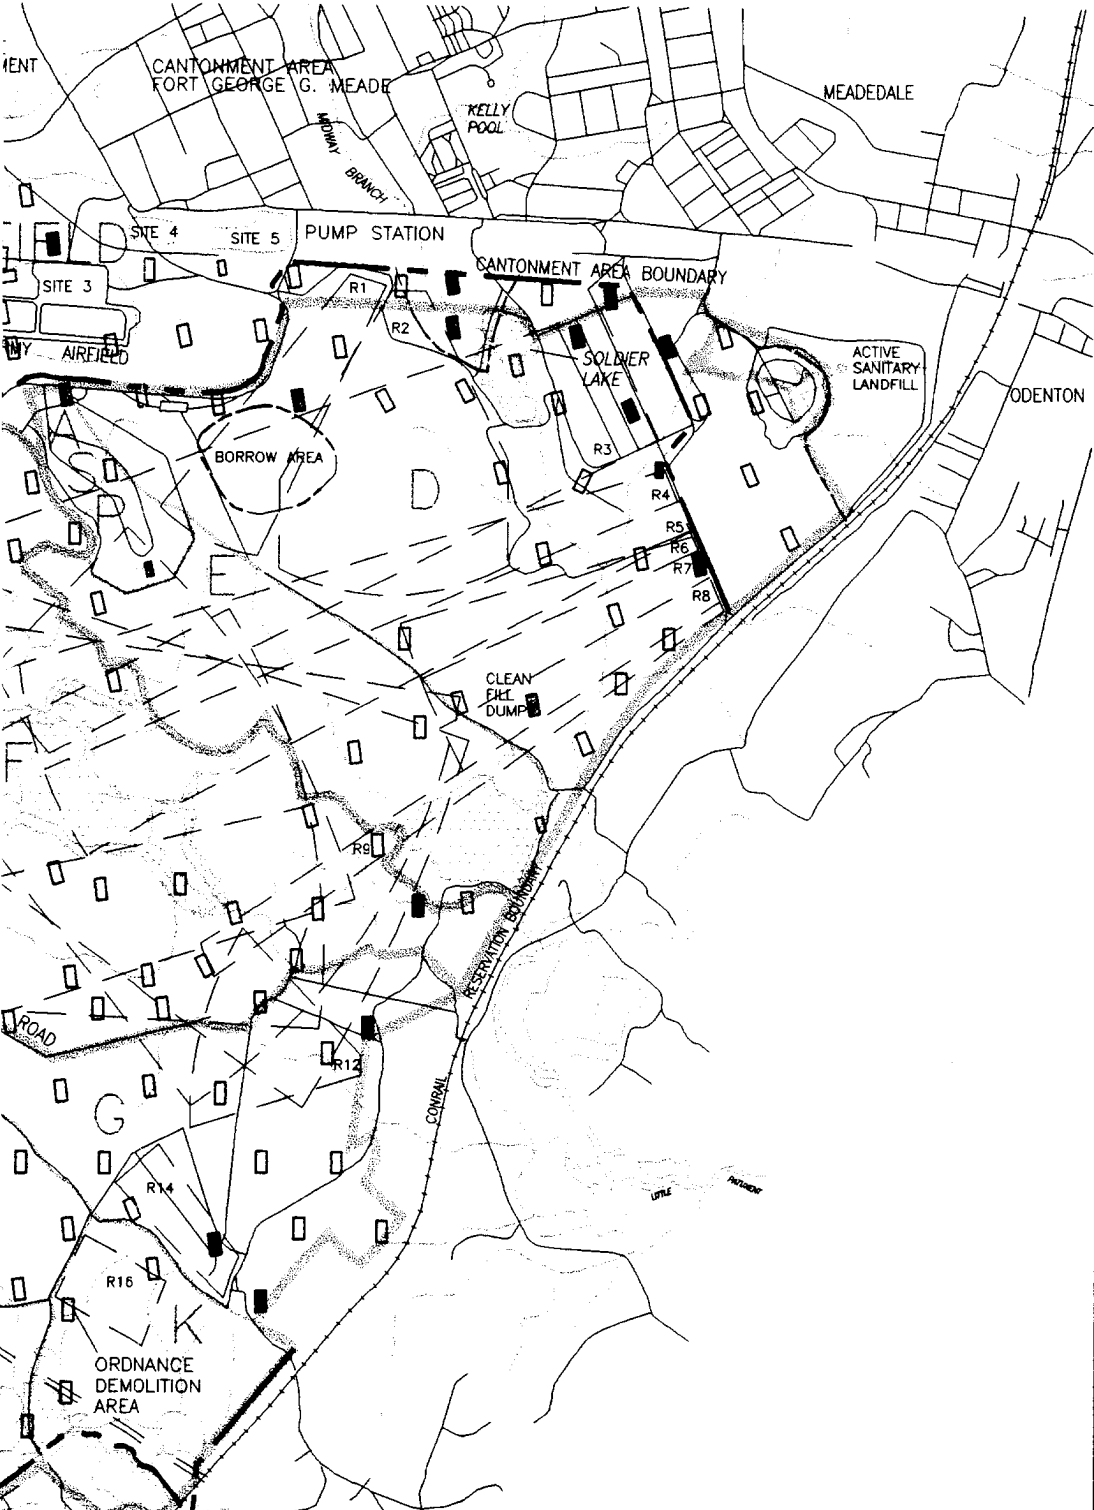 CANTONMENT AREA
FORT GEORGE G. MEADE
MEADEDALE
KELLY
POOL
MIDWAY
BRANCH
D
SITE 4
SITE 5
PUMP STATION
CANTONMENT AREA BOUNDARY
SITE 3
R1
R2
AIRFIELD
SOLDIER
LAKE
ACTIVE
SANITARY
LANDFILL
ODENTON
A
S
P
BORROW AREA
R3
D
R4
R5
R6
R7
R8
E
CLEAN
FILL
DUMP
F
R9
RESERVATION BOUNDARY
ROAD
R12
CONRAIL
G
R14
LITTLE
PATUXENT
R16
K
ORDNANCE
DEMOLITION
AREA